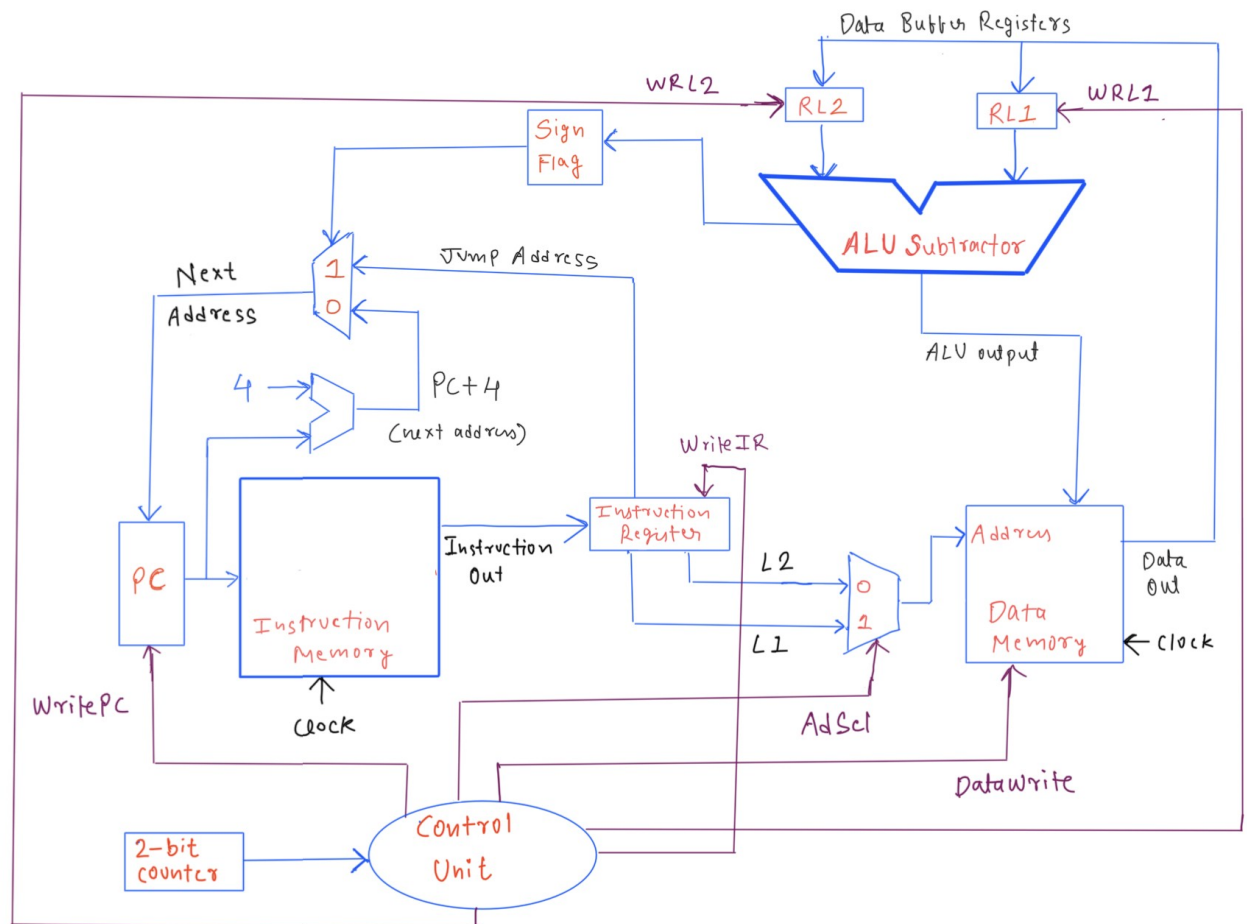 Data Buffer Registers
WRL2
RL2
RL1
WRL1
Sign
Flag
ALU Subtractor
Jump Address
Next
Address
1
0
ALU output
4
PC+4
(next address)
WriteIR
Instruction
Register
Address
PC
Instruction
Out
L2
0
1
L1
Data
Out
Data
Memory
Clock
Instruction
Memory
WritePC
Clock
AdSel
DataWrite
Control
Unit
2-bit
counter